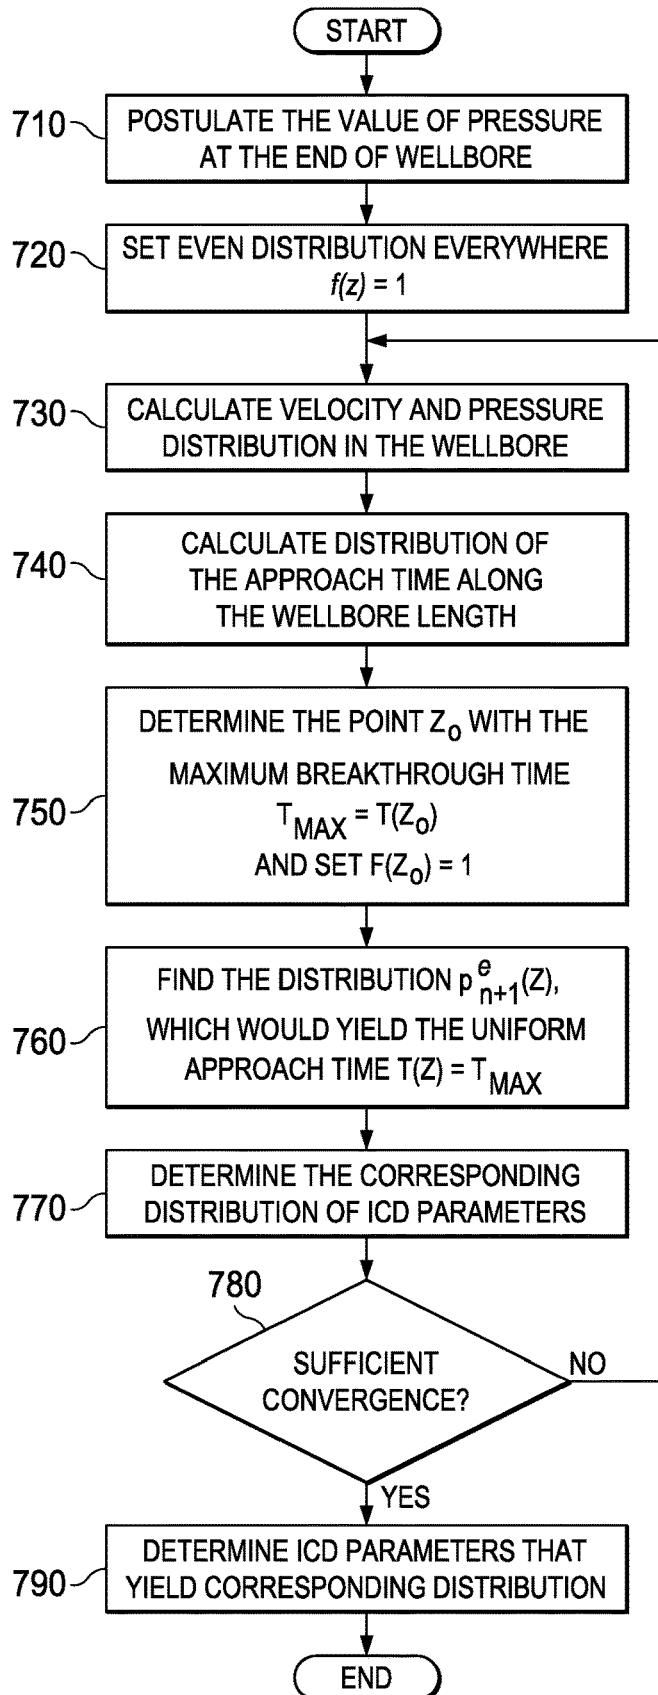 START
710
POSTULATE THE VALUE OF PRESSURE
AT THE END OF WELLBORE
720
SET EVEN DISTRIBUTION EVERYWHERE
f(z) = 1
730
CALCULATE VELOCITY AND PRESSURE
DISTRIBUTION IN THE WELLBORE
740
CALCULATE DISTRIBUTION OF
THE APPROACH TIME ALONG
THE WELLBORE LENGTH
750
DETERMINE THE POINT Z₀ WITH THE
MAXIMUM BREAKTHROUGH TIME
T_MAX = T(Z₀)
AND SET F(Z₀) = 1
760
FIND THE DISTRIBUTION p^e_n+1(Z),
WHICH WOULD YIELD THE UNIFORM
APPROACH TIME T(Z) = T_MAX
770
DETERMINE THE CORRESPONDING
DISTRIBUTION OF ICD PARAMETERS
780
SUFFICIENT
CONVERGENCE?
NO
YES
790
DETERMINE ICD PARAMETERS THAT
YIELD CORRESPONDING DISTRIBUTION
END